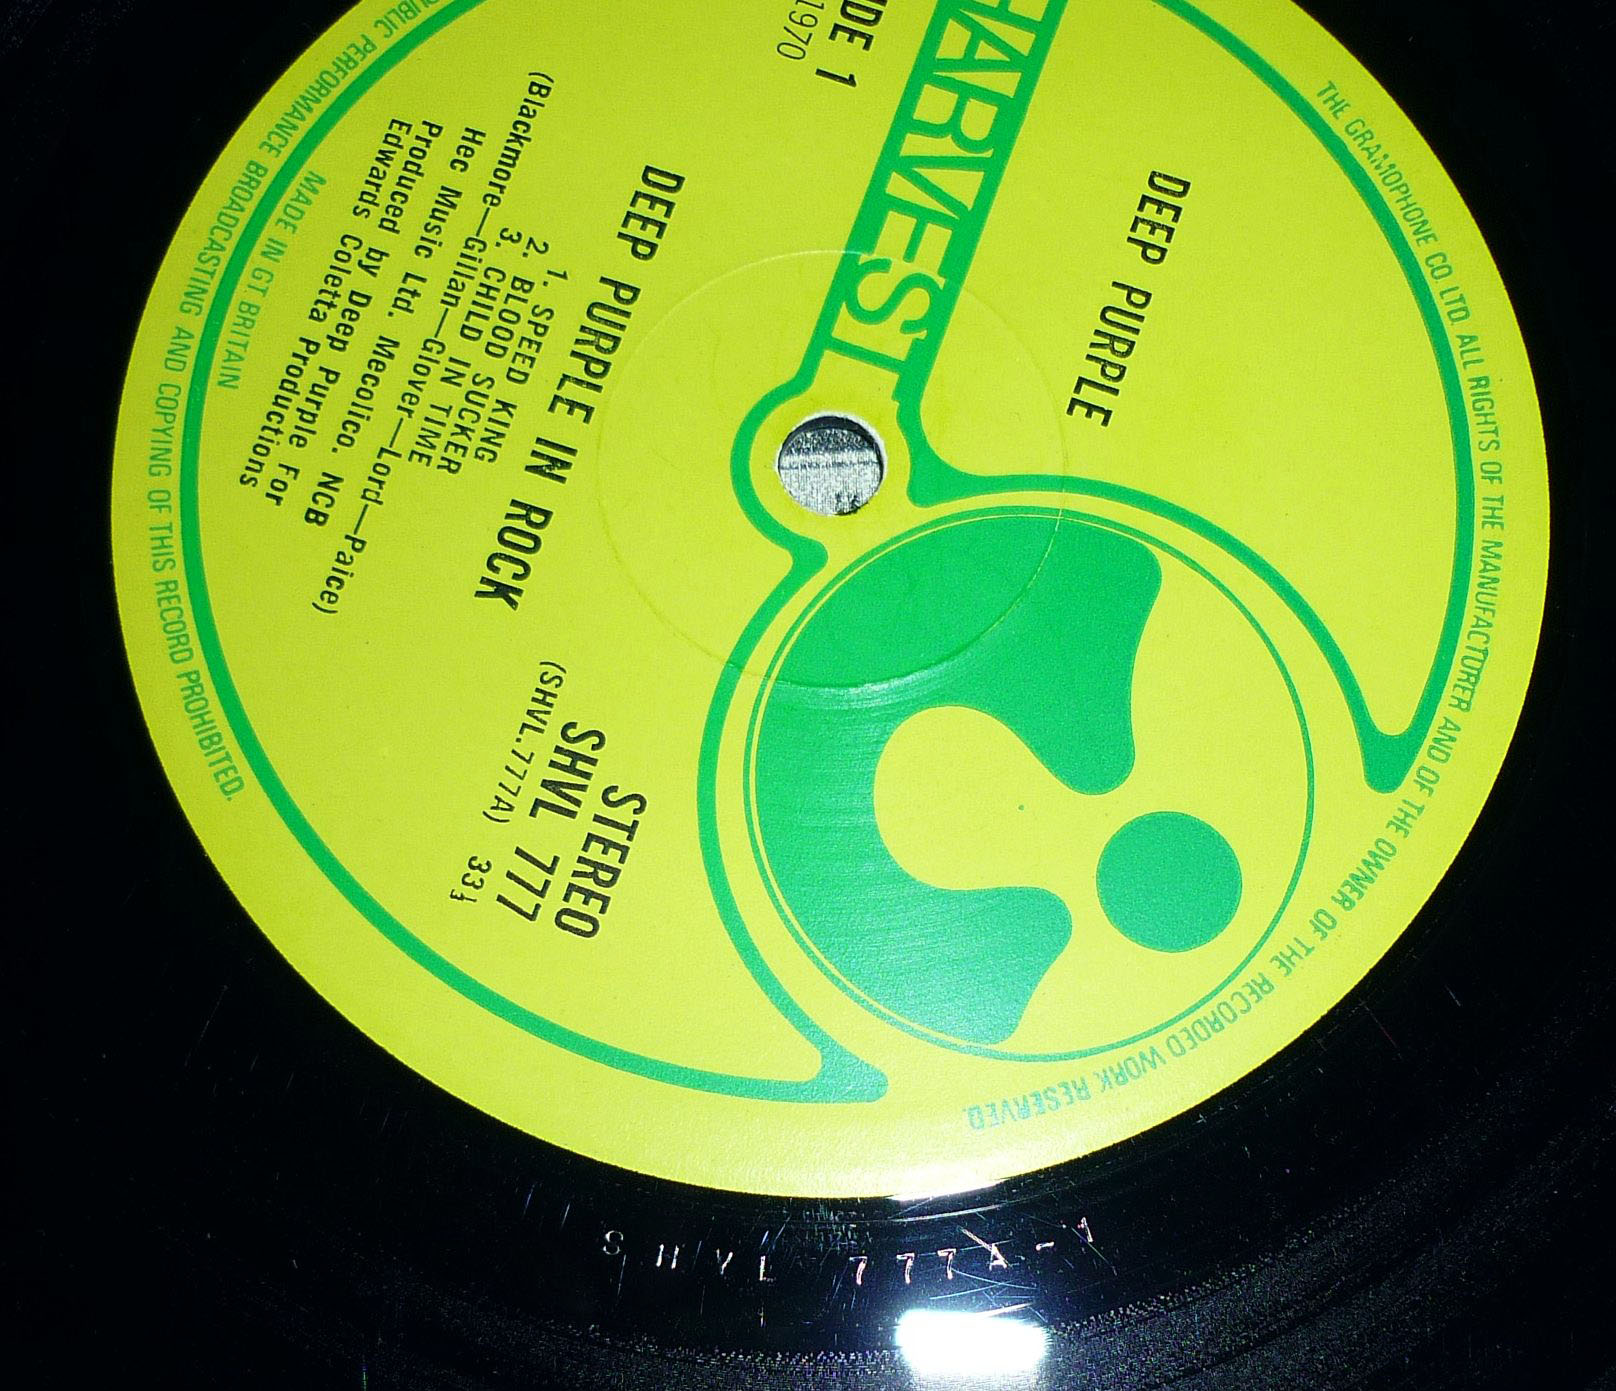 THE GRAMOPHONE CO. LTD. ALL RIGHTS OF THE MANUFACTURER AND OF THE OWNER OF THE RECORDED WORK RESERVED.
PUBLIC PERFORMANCE BROADCASTING AND COPYING OF THIS RECORD PROHIBITED.
MADE IN GT. BRITAIN
DEEP PURPLE
HARVEST
IDE 1
1970
STEREO
SHVL 777
(SHVL.777A)
33⅓
DEEP PURPLE IN ROCK
1. SPEED KING
2. BLOOD SUCKER
3. CHILD IN TIME
(Blackmore—Gillan—Glover—Lord—Paice)
Hec Music Ltd. Mecolico. NCB
Produced by Deep Purple For
Edwards Coletta Productions
SHVL 777A-1